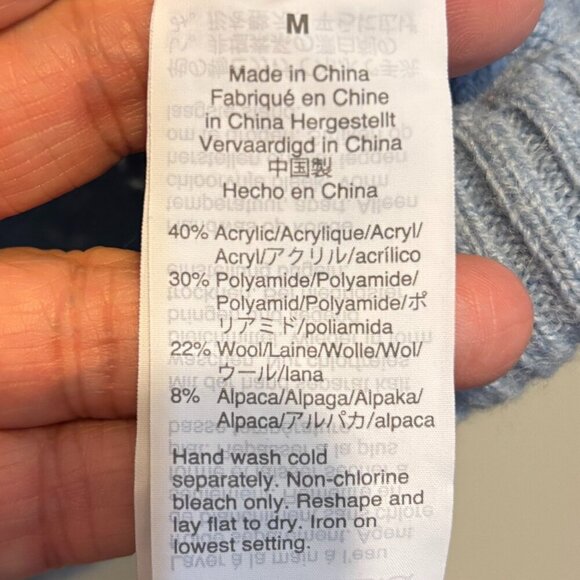 M
Made in China
Fabriqué en Chine
in China Hergestellt
Vervaardigd in China
中国製
Hecho en China
40% Acrylic/Acrylique/Acryl/
Acryl/アクリル/acrílico
30% Polyamide/Polyamide/
Polyamid/Polyamide/ポ
リアミド/poliamida
22% Wool/Laine/Wolle/Wol/
ウール/lana
8% Alpaca/Alpaga/Alpaka/
Alpaca/アルパカ/alpaca
Hand wash cold
separately. Non-chlorine
bleach only. Reshape and
lay flat to dry. Iron on
lowest setting.